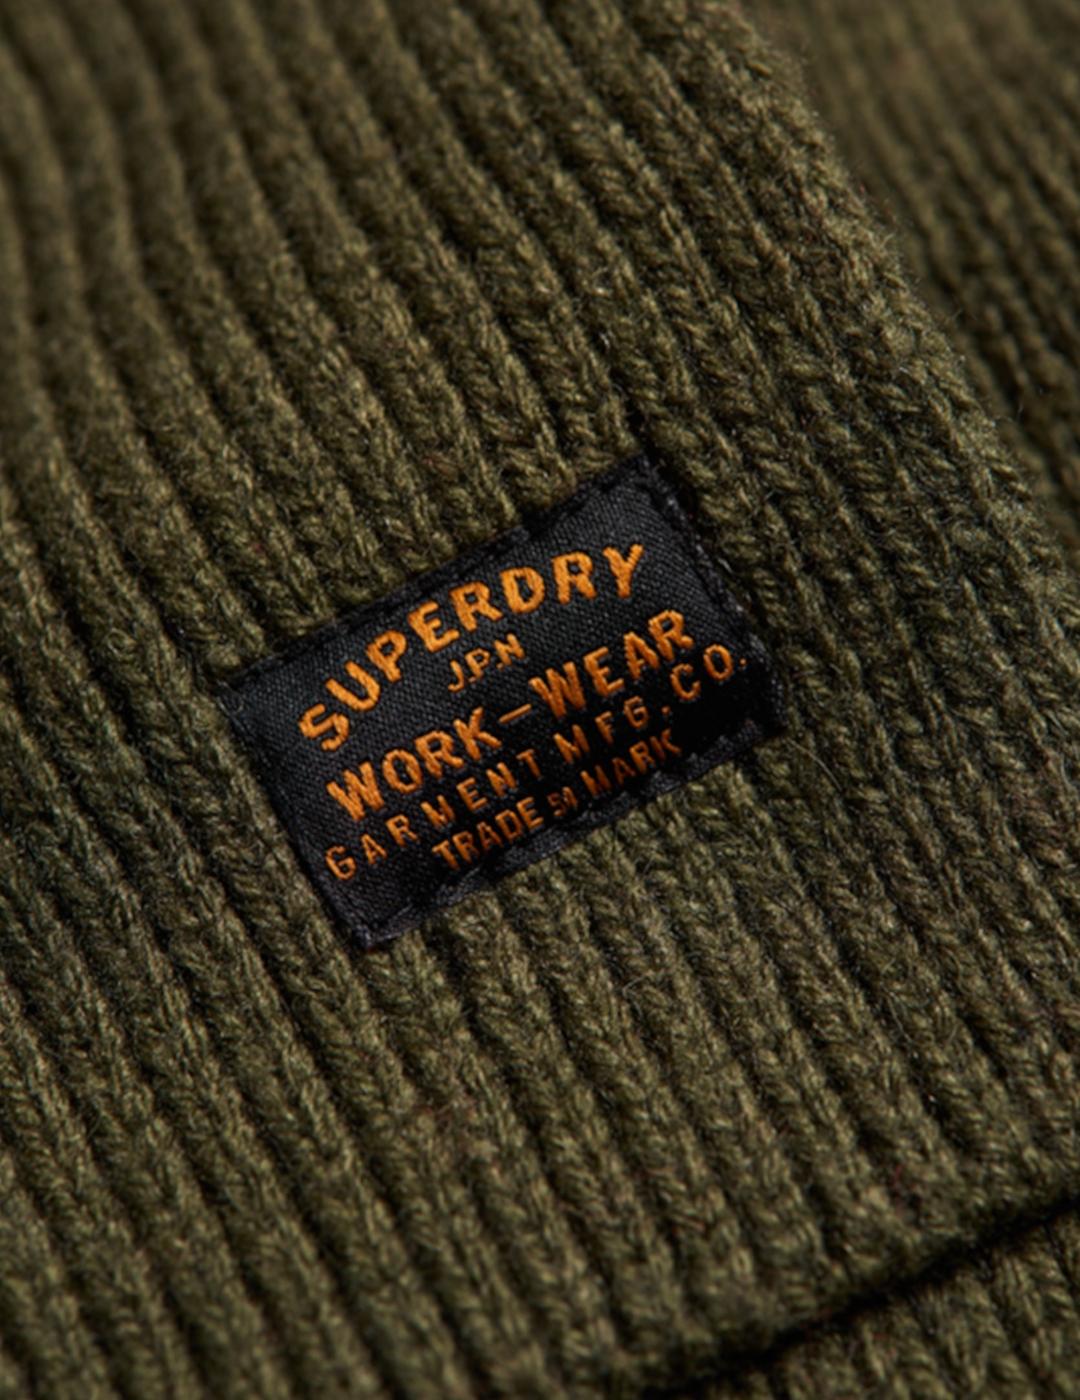 SUPERDRY
J.P.N
WORK-WEAR
GARMENT MFG. CO.
TRADE MARK